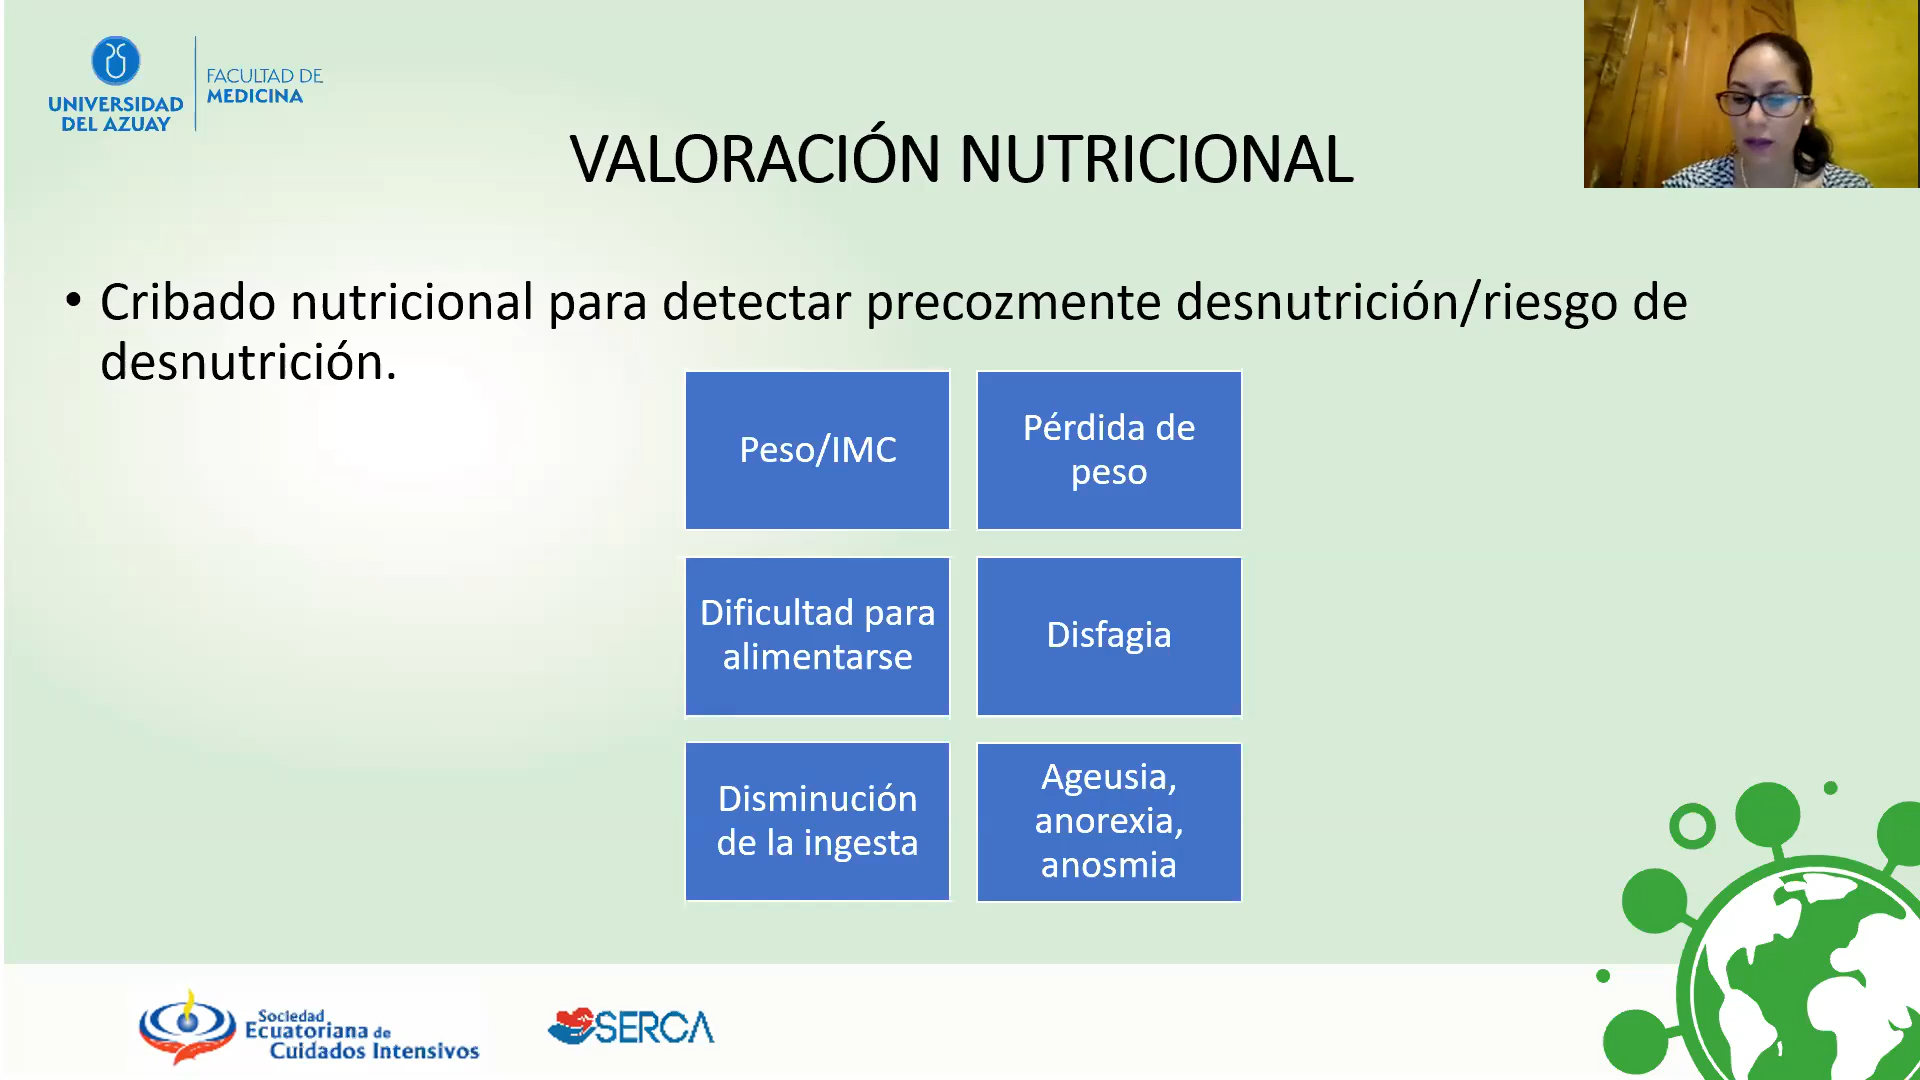 UNIVERSIDAD
DEL AZUAY
FACULTAD DE
MEDICINA
VALORACIÓN NUTRICIONAL
• Cribado nutricional para detectar precozmente desnutrición/riesgo de
desnutrición.
Peso/IMC
Pérdida de
peso
Dificultad para
alimentarse
Disfagia
Disminución
de la ingesta
Ageusia,
anorexia,
anosmia
Sociedad
Ecuatoriana de
Cuidados Intensivos
SERCA